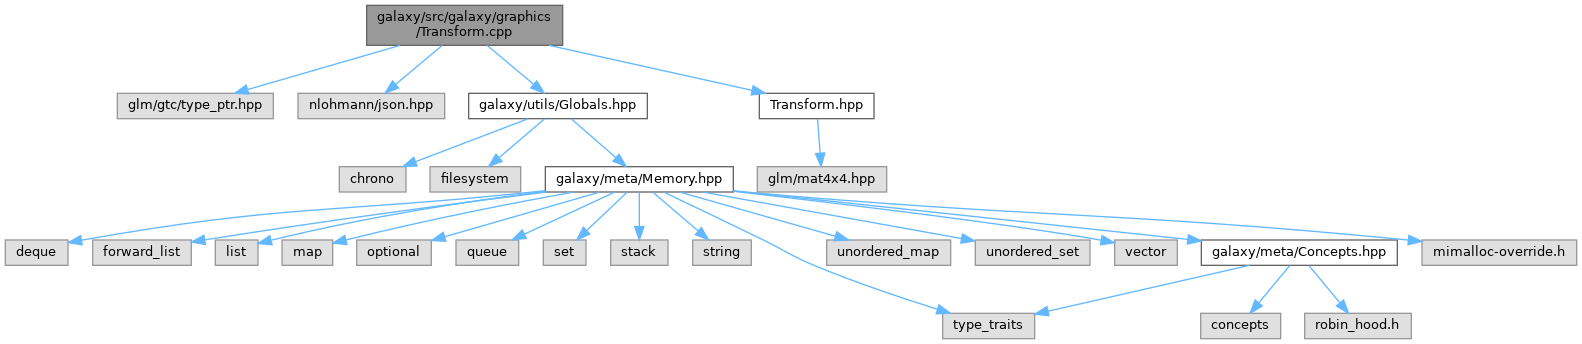 galaxy/src/galaxy/graphics
/Transform.cpp
glm/gtc/type_ptr.hpp
nlohmann/json.hpp
galaxy/utils/Globals.hpp
Transform.hpp
chrono
filesystem
galaxy/meta/Memory.hpp
glm/mat4x4.hpp
deque
forward_list
list
map
optional
queue
set
stack
string
unordered_map
unordered_set
vector
galaxy/meta/Concepts.hpp
mimalloc-override.h
type_traits
concepts
robin_hood.h